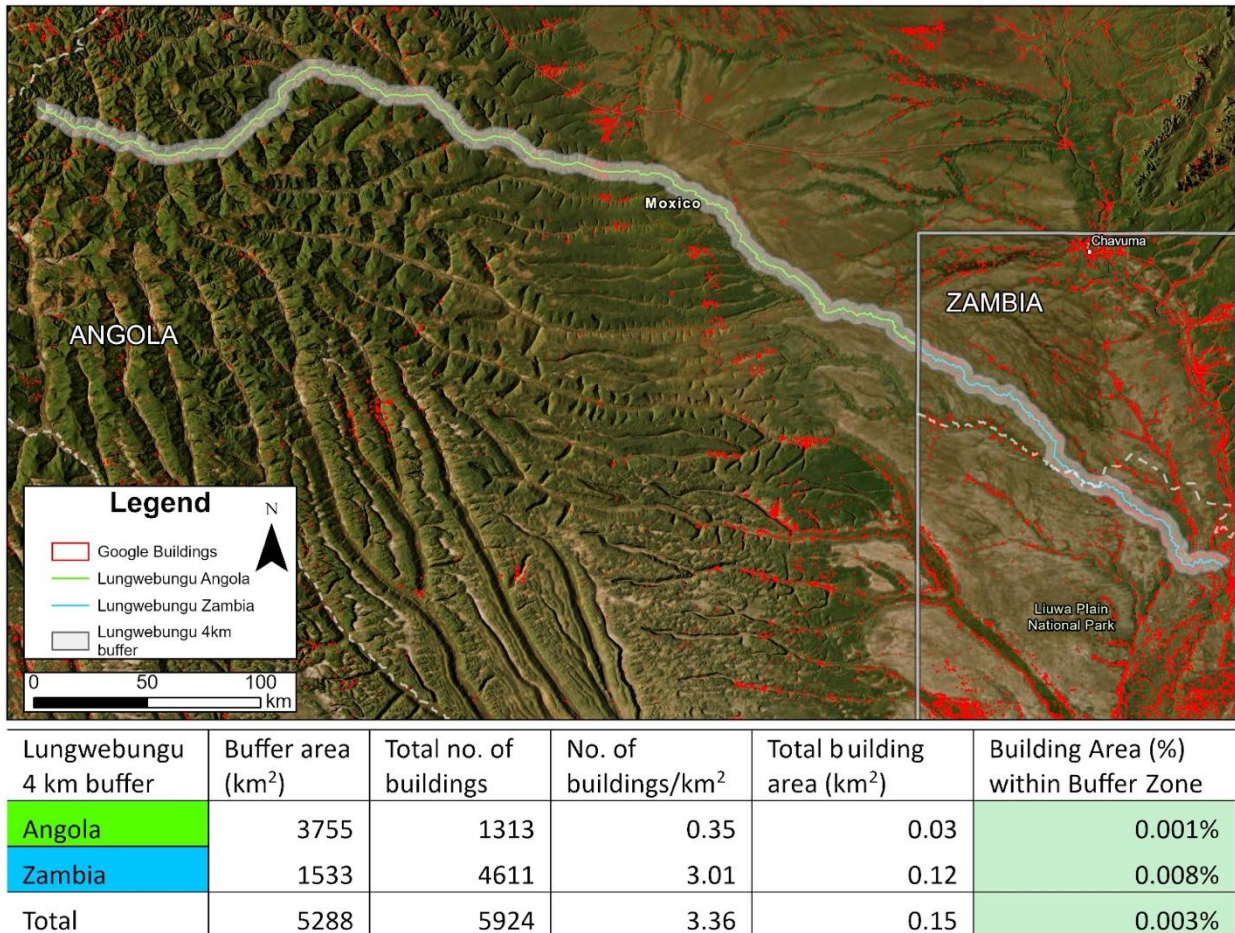 Moxico
Chavuma
ANGOLA
ZAMBIA
Liuwa Plain
National Park
Legend
N
Google Buildings
Lungwebungu Angola
Lungwebungu Zambia
Lungwebungu 4km
buffer
0 50 100
km
Lungwebungu 4 km buffer Buffer area (km²) Total no. of buildings No. of buildings/km² Total building area (km²) Building Area (%) within Buffer Zone
Angola 3755 1313 0.35 0.03 0.001%
Zambia 1533 4611 3.01 0.12 0.008%
Total 5288 5924 3.36 0.15 0.003%